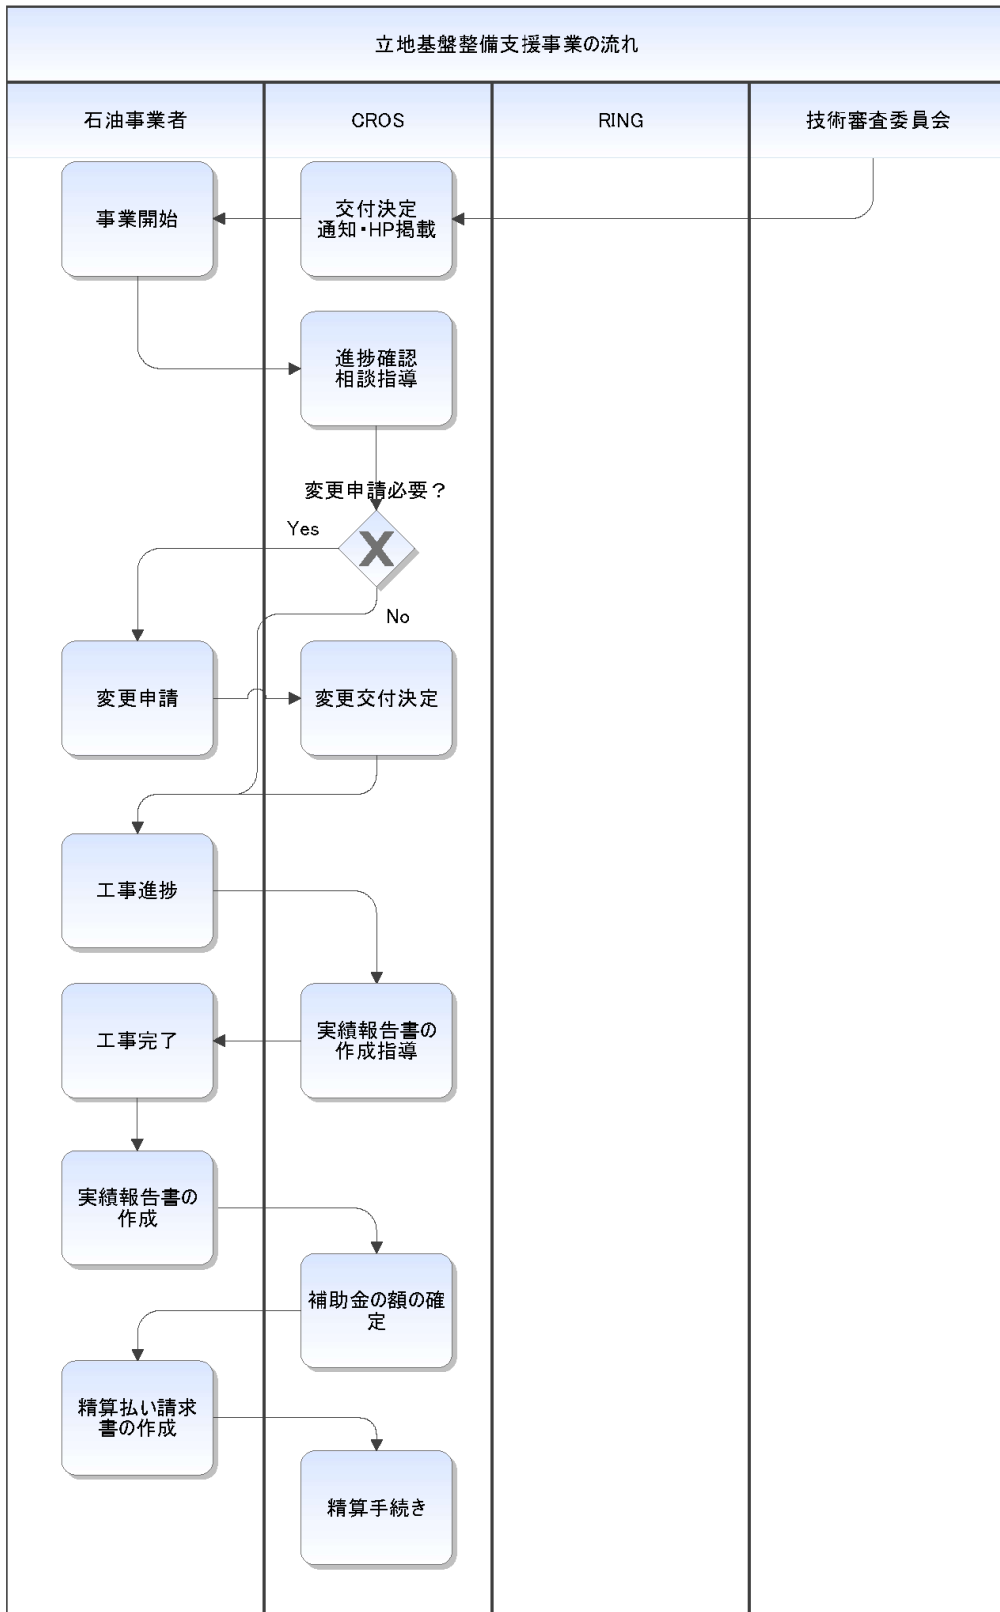 立地基盤整備支援事業の流れ
石油事業者
CROS
RING
技術審査委員会
事業開始
交付決定
通知・HP掲載
進捗確認
相談指導
変更申請必要？
Yes
X
No
変更申請
変更交付決定
工事進捗
工事完了
実績報告書の
作成指導
実績報告書の
作成
補助金の額の確
定
精算払い請求
書の作成
精算手続き